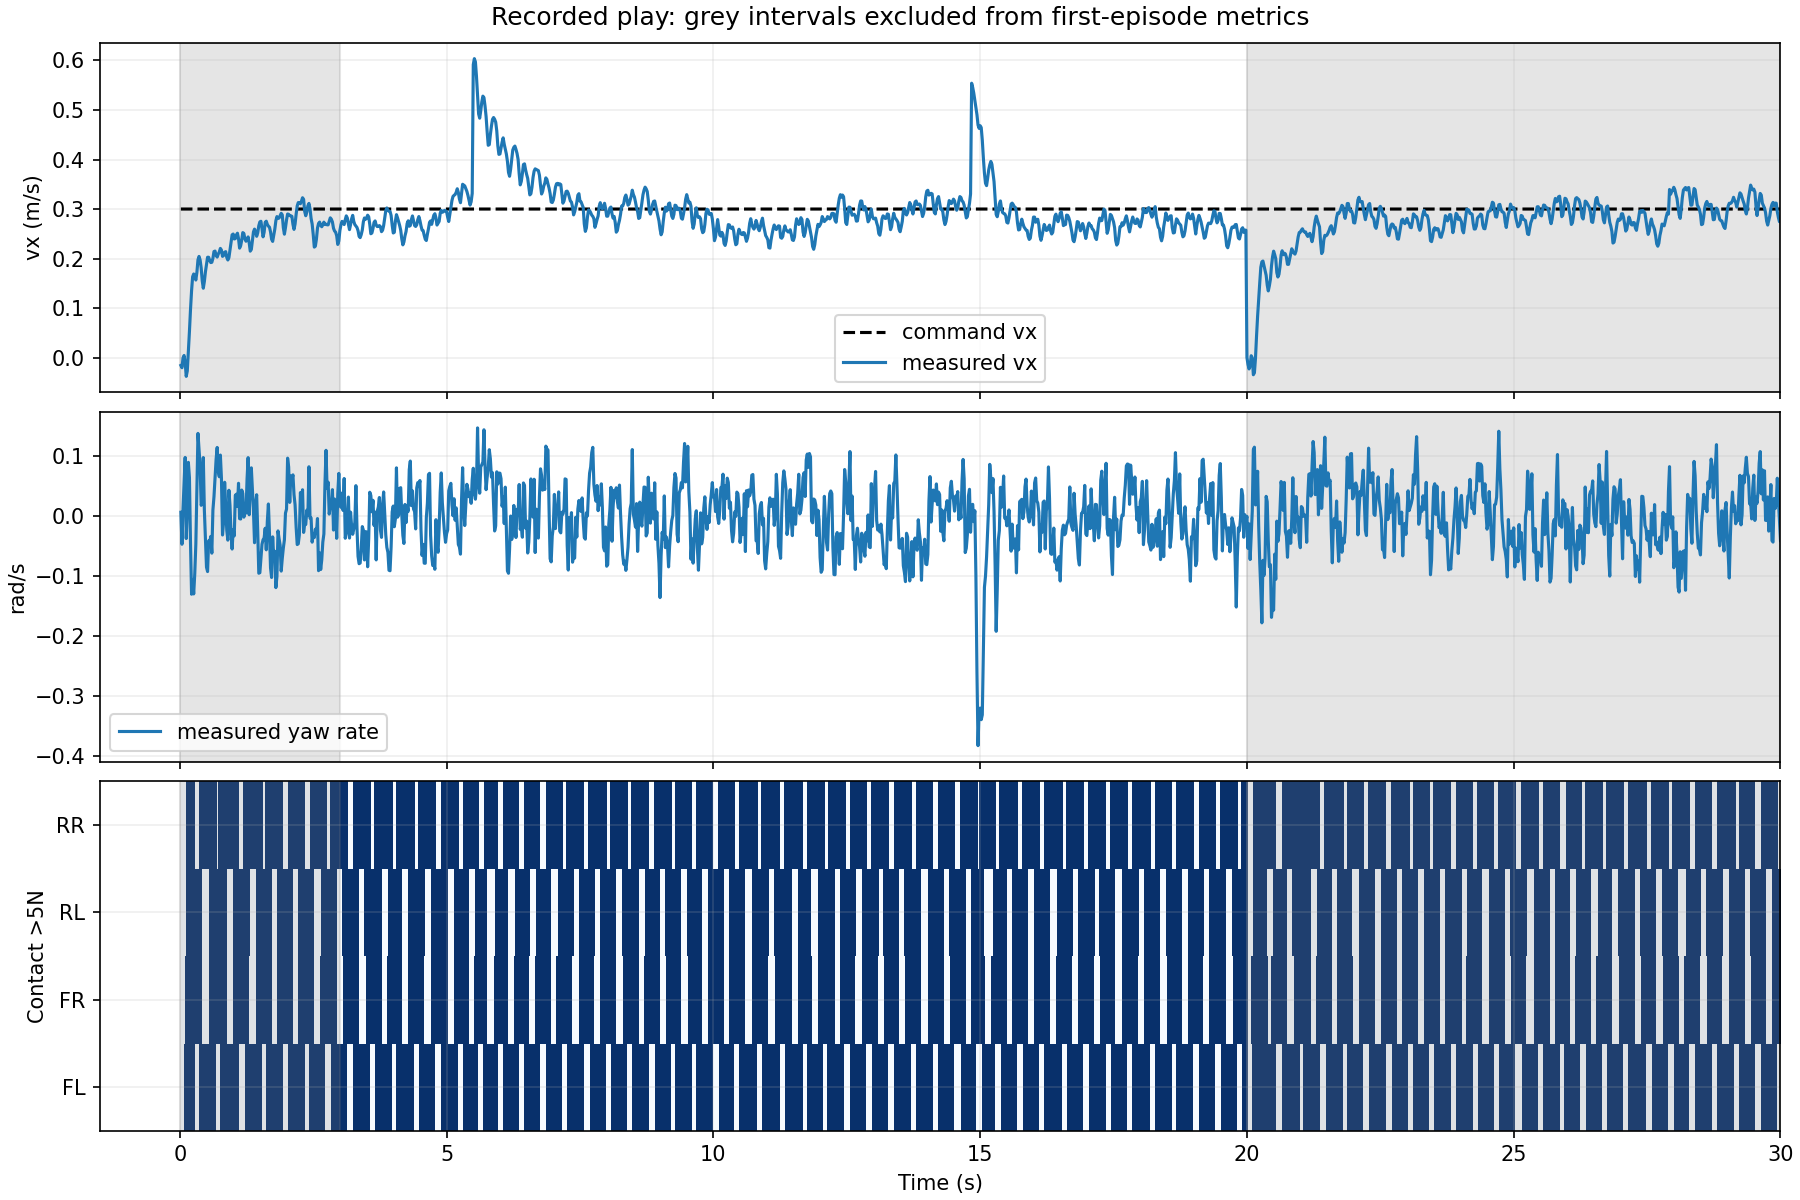 Recorded play: grey intervals excluded from first-episode metrics
vx (m/s)
0.6
0.5
0.4
0.3
0.2
0.1
0.0
command vx
measured vx
rad/s
0.1
0.0
−0.1
−0.2
−0.3
−0.4
measured yaw rate
Contact >5N
RR
RL
FR
FL
0
5
10
15
20
25
30
Time (s)